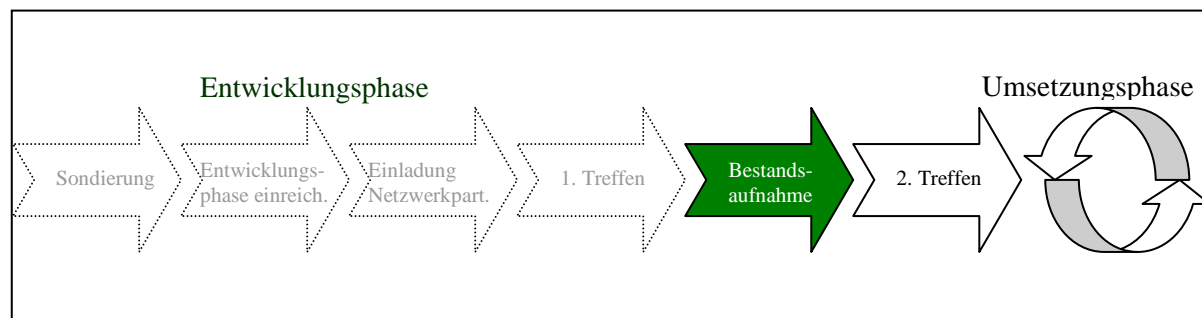 Entwicklungsphase
Umsetzungsphase
Sondierung
Entwicklungs-
phase einreich.
Einladung
Netzwerkpart.
1. Treffen
Bestands-
aufnahme
2. Treffen